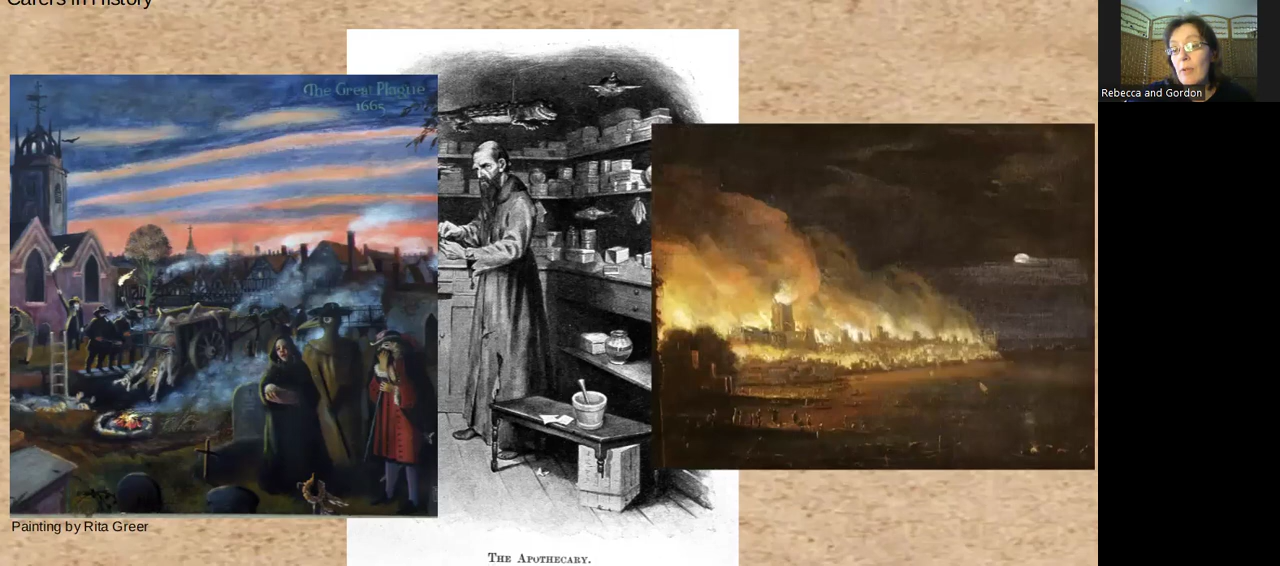 Carers in History
The Great Plague
1665
Rebecca and Gordon
Painting by Rita Greer
THE APOTHECARY.